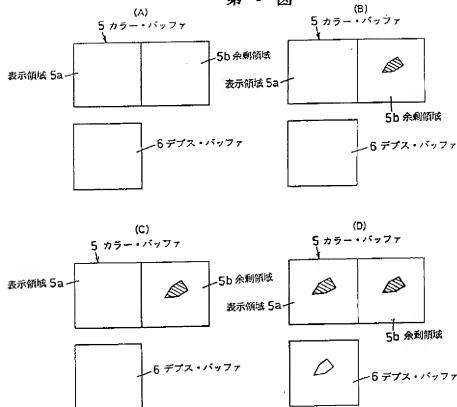 第 図
(A)
5 カラー・バッファ
表示領域 5a
5b 余剰領域
6 デプス・バッファ
(B)
5 カラー・バッファ
表示領域 5a
5b 余剰領域
6 デプス・バッファ
(C)
5 カラー・バッファ
表示領域 5a
5b 余剰領域
6 デプス・バッファ
(D)
5 カラー・バッファ
表示領域 5a
5b 余剰領域
6 デプス・バッファ